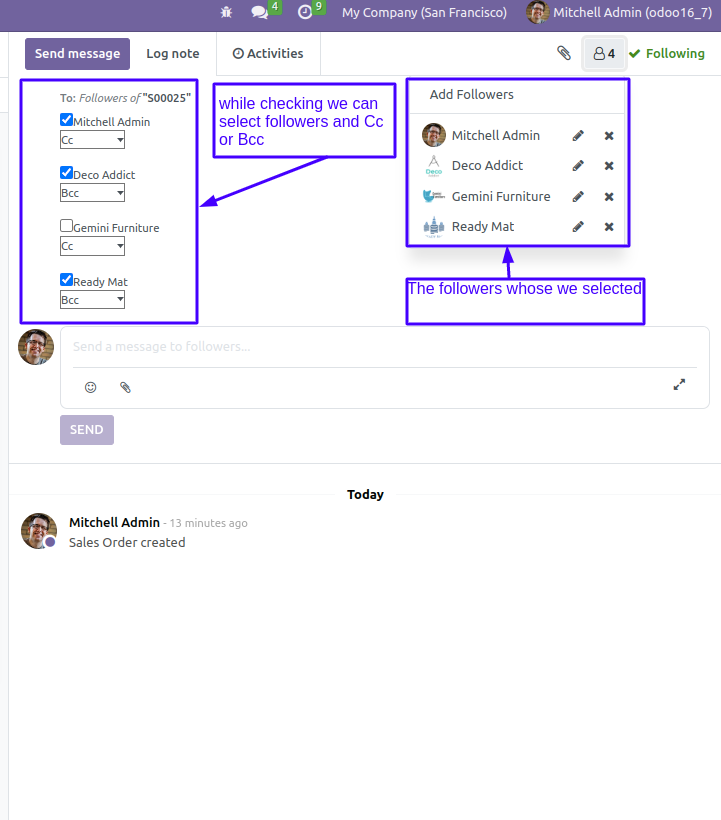 4
9
My Company (San Francisco)
Mitchell Admin (odoo16_7)
Send message
Log note
Activities
4
Following
To: Followers of "S00025"
Mitchell Admin
Cc
Deco Addict
Bcc
Gemini Furniture
Cc
Ready Mat
Bcc
while checking we can
select followers and Cc
or Bcc
Add Followers
Mitchell Admin
Deco Addict
Gemini Furniture
Ready Mat
The followers whose we selected
Send a message to followers...
SEND
Today
Mitchell Admin - 13 minutes ago
Sales Order created